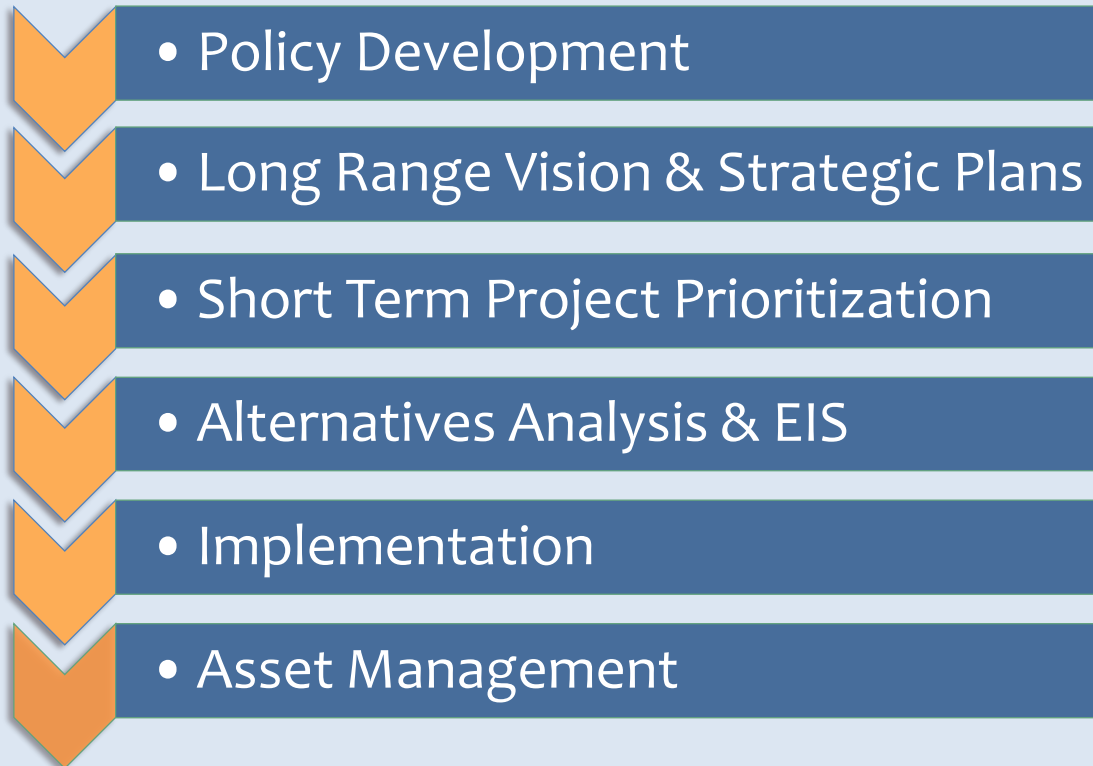 • Policy Development
• Long Range Vision & Strategic Plans
• Short Term Project Prioritization
• Alternatives Analysis & EIS
• Implementation
• Asset Management